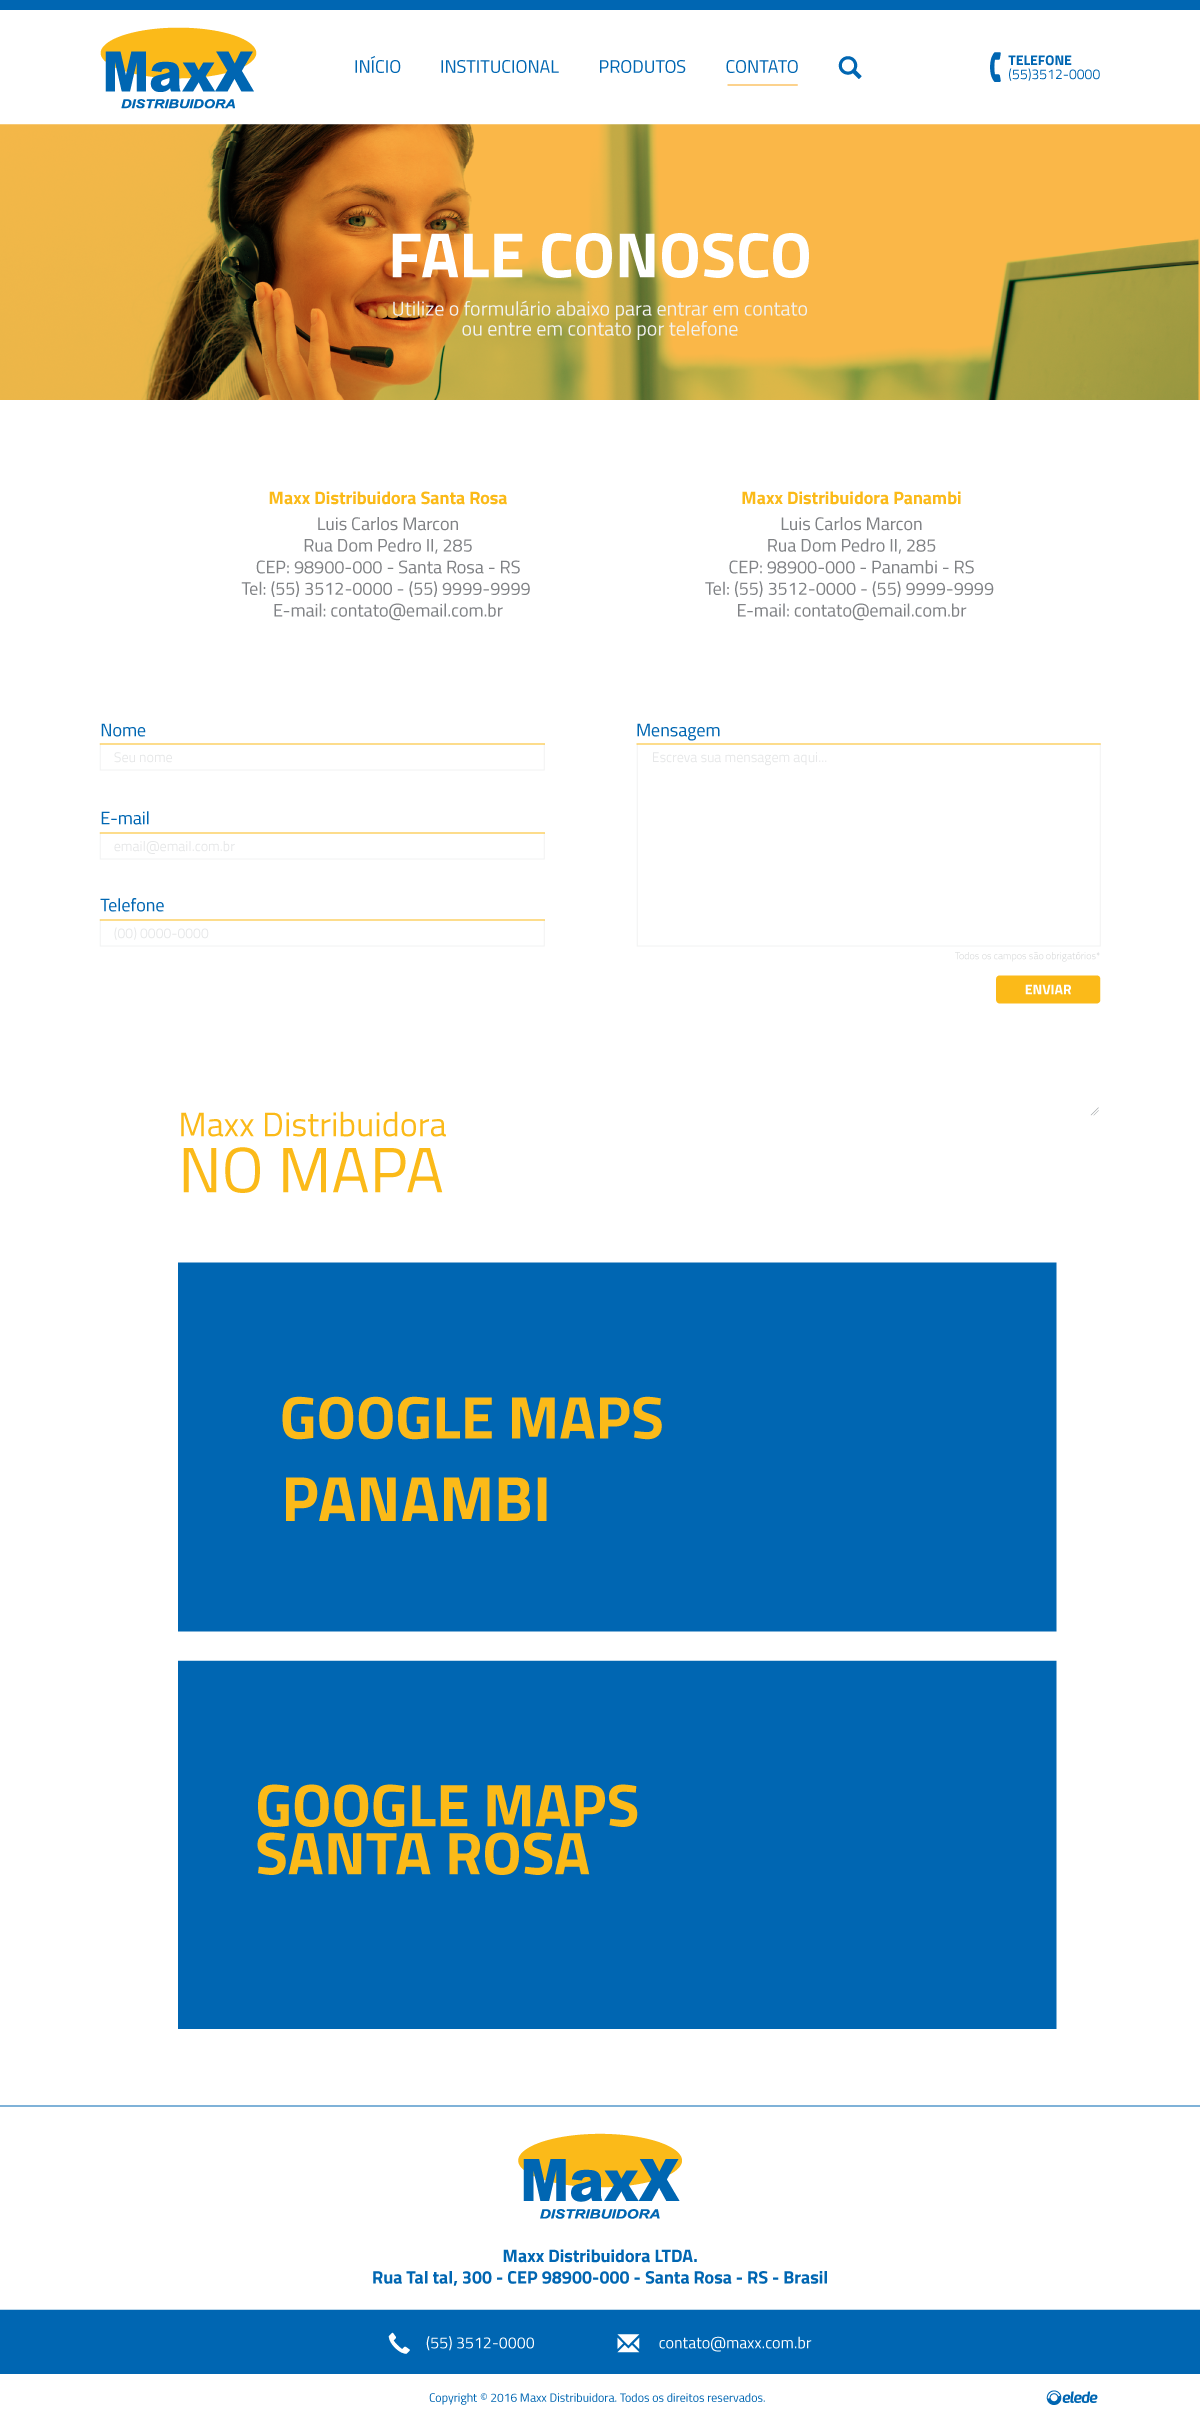 MaxX
DISTRIBUIDORA
INÍCIO
INSTITUCIONAL
PRODUTOS
CONTATO
TELEFONE
(55)3512-0000
FALE CONOSCO
Utilize o formulário abaixo para entrar em contato
ou entre em contato por telefone
Maxx Distribuidora Santa Rosa
Luis Carlos Marcon
Rua Dom Pedro II, 285
CEP: 98900-000 - Santa Rosa - RS
Tel: (55) 3512-0000 - (55) 9999-9999
E-mail: contato@email.com.br
Maxx Distribuidora Panambi
Luis Carlos Marcon
Rua Dom Pedro II, 285
CEP: 98900-000 - Panambi - RS
Tel: (55) 3512-0000 - (55) 9999-9999
E-mail: contato@email.com.br
Nome
Seu nome
E-mail
email@email.com.br
Telefone
(00) 0000-0000
Mensagem
Escreva sua mensagem aqui...
Todos os campos são obrigatórios*
ENVIAR
Maxx Distribuidora
NO MAPA
GOOGLE MAPS
PANAMBI
GOOGLE MAPS
SANTA ROSA
MaxX
DISTRIBUIDORA
Maxx Distribuidora LTDA.
Rua Tal tal, 300 - CEP 98900-000 - Santa Rosa - RS - Brasil
(55) 3512-0000
contato@maxx.com.br
Copyright © 2016 Maxx Distribuidora. Todos os direitos reservados.
elede